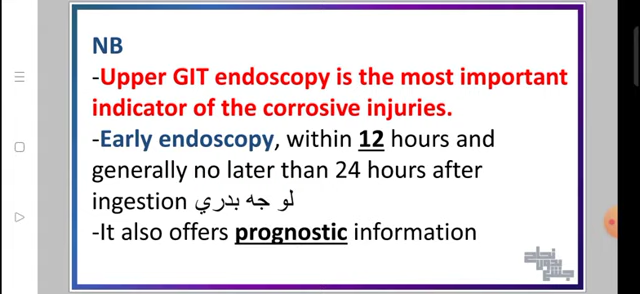 NB
-Upper GIT endoscopy is the most important
indicator of the corrosive injuries.
-Early endoscopy, within 12 hours and
generally no later than 24 hours after
ingestion لو جه بدري
-It also offers prognostic information